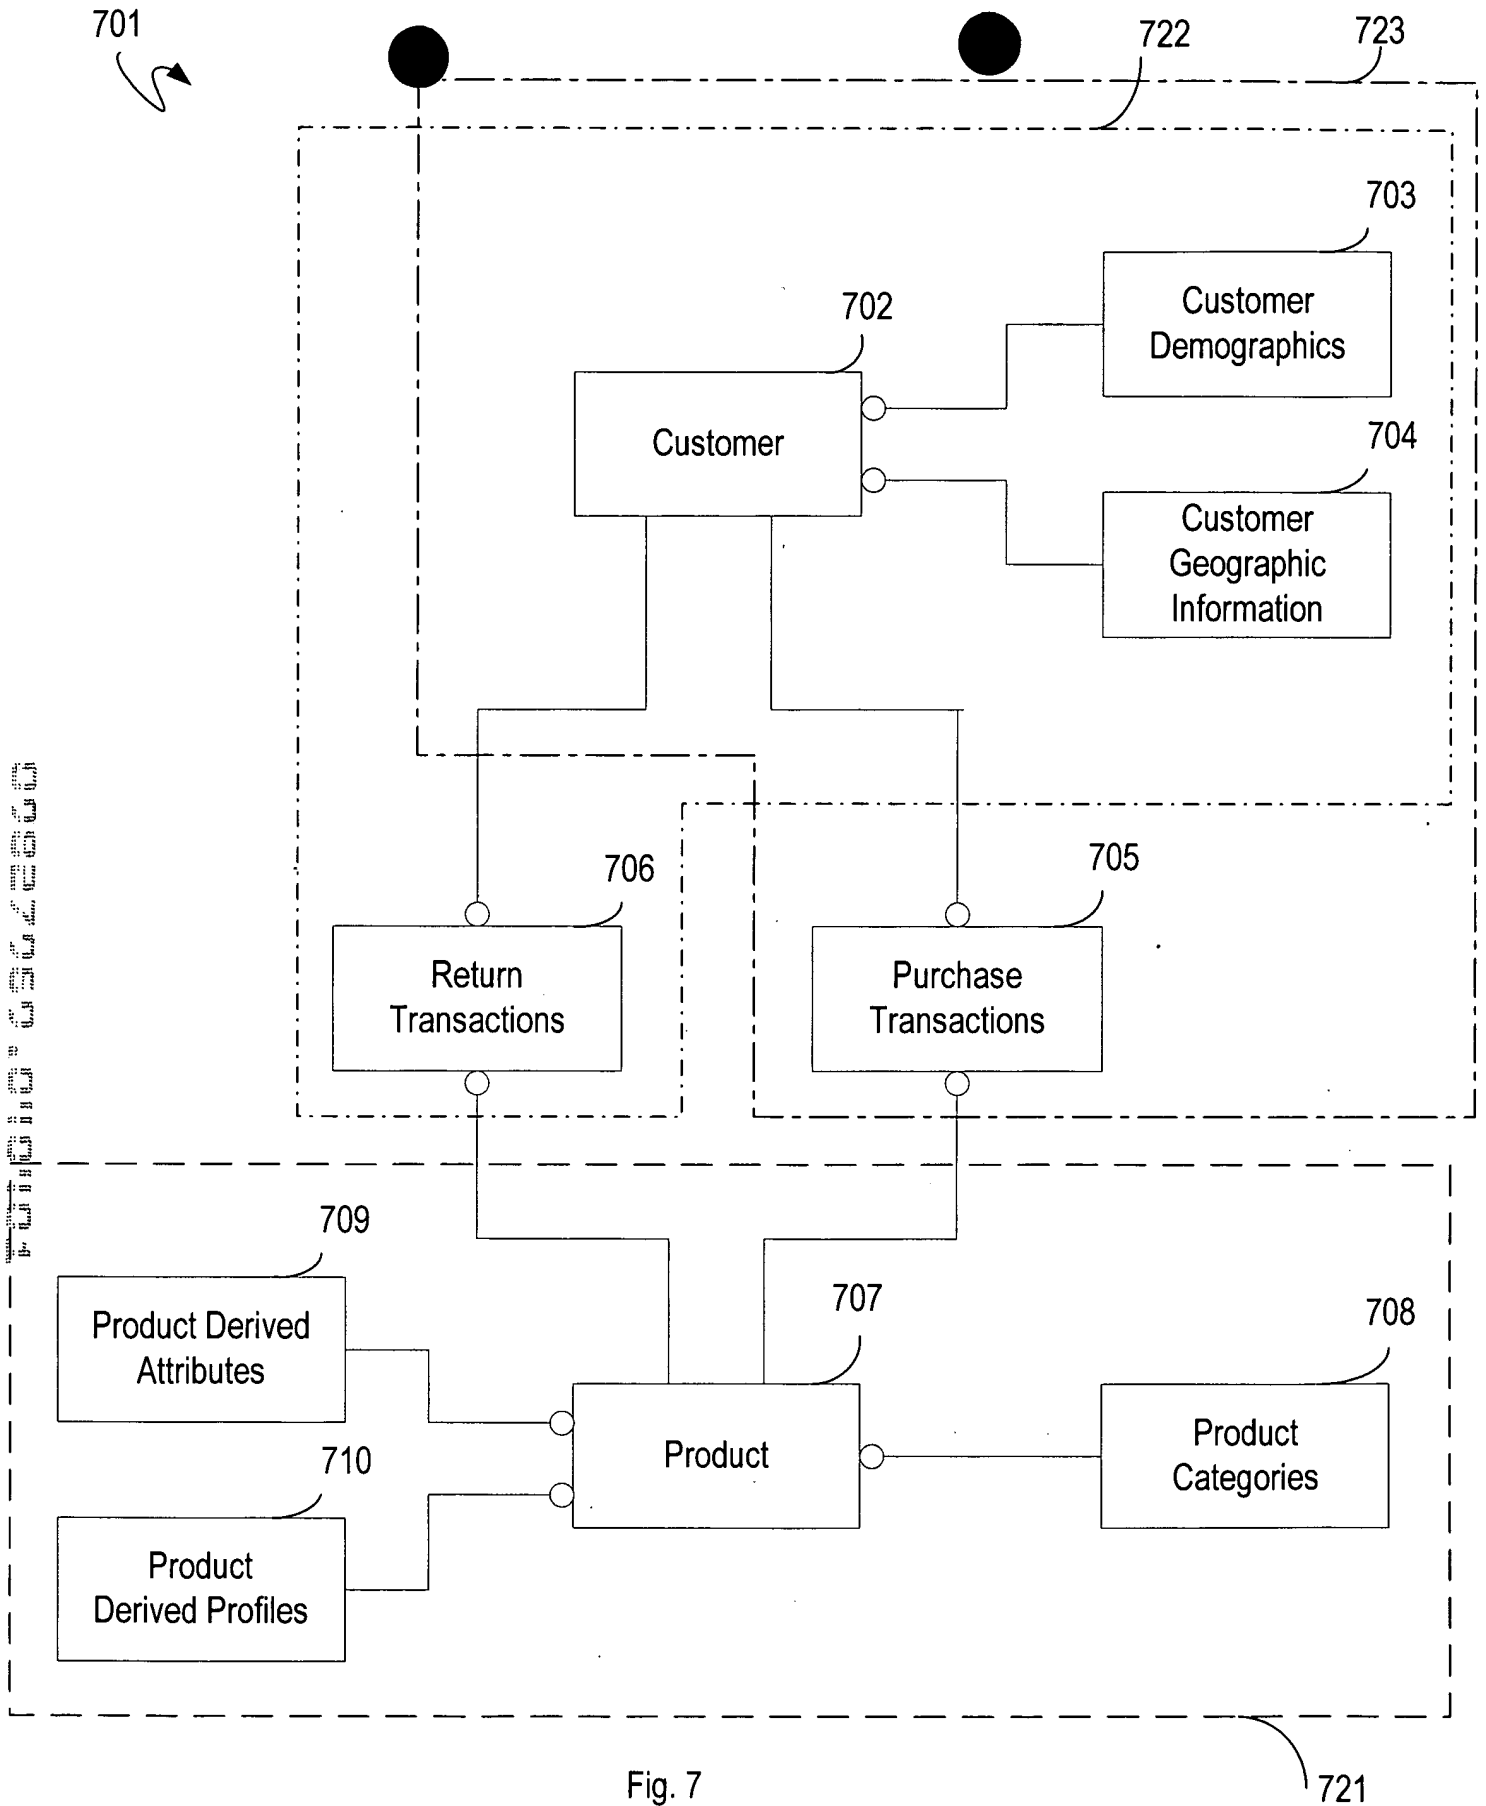 701
722
723
703
Customer
Demographics
702
Customer
704
Customer
Geographic
Information
706
Return
Transactions
705
Purchase
Transactions
709
Product Derived
Attributes
707
Product
708
Product
Categories
710
Product
Derived Profiles
Fig. 7
721